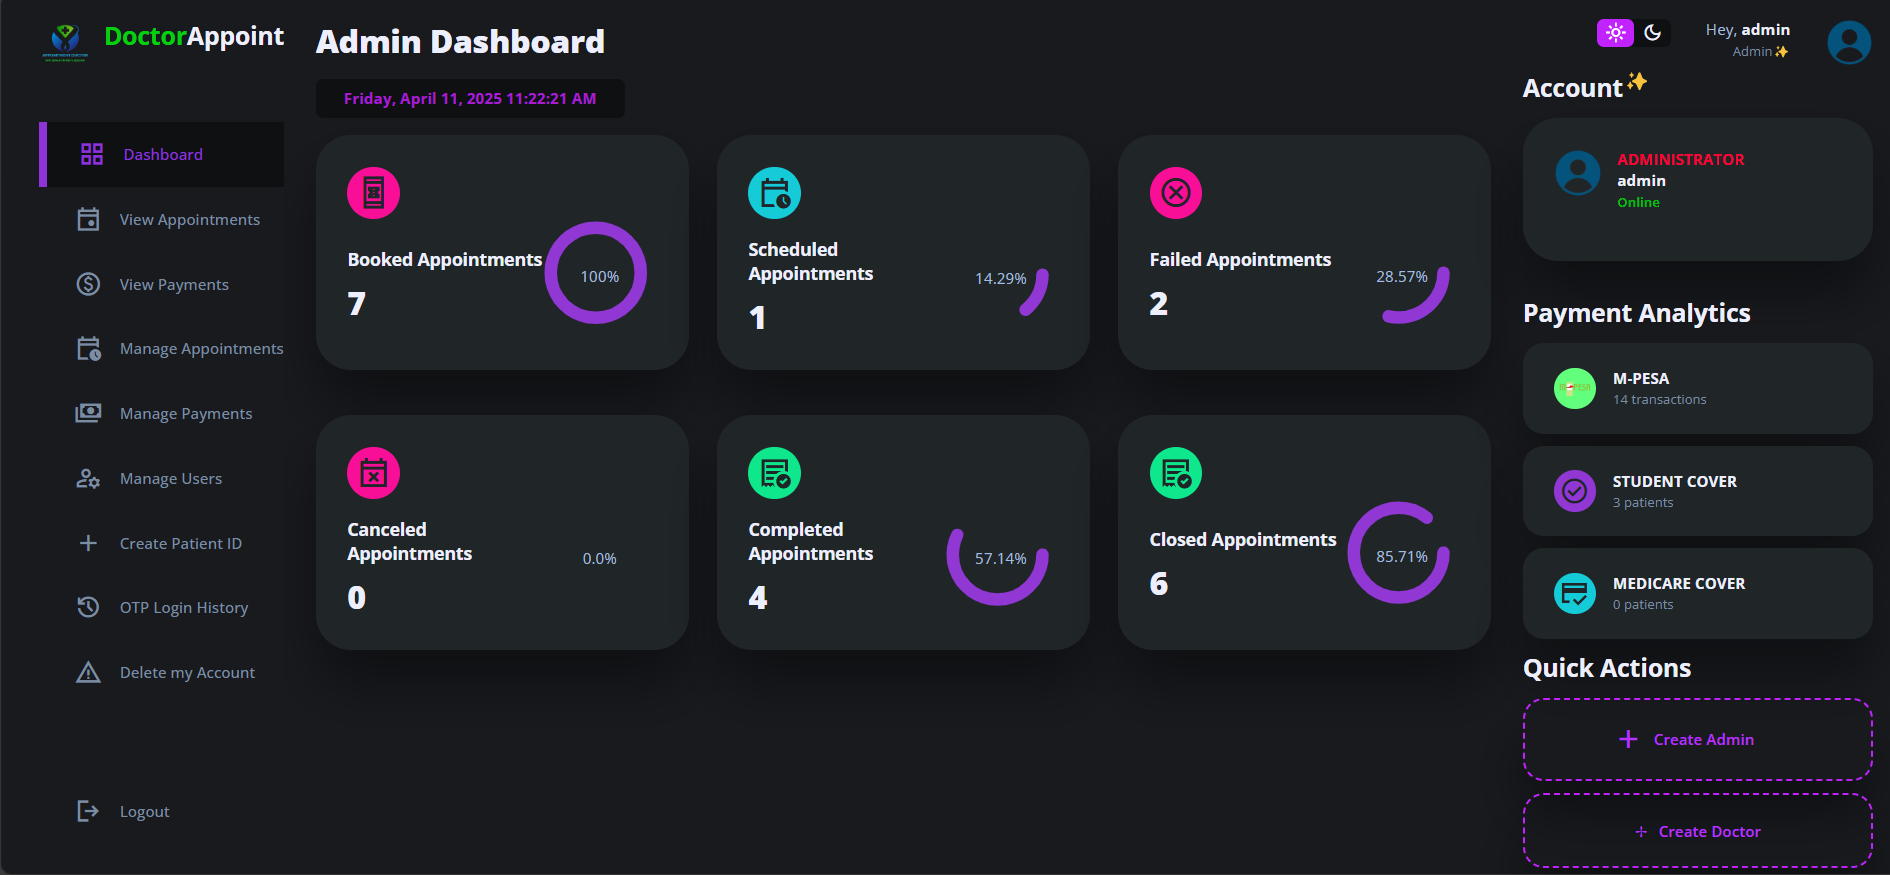 DoctorAppoint
Dashboard
View Appointments
View Payments
Manage Appointments
Manage Payments
Manage Users
Create Patient ID
OTP Login History
Delete my Account
Logout
Admin Dashboard
Friday, April 11, 2025 11:22:21 AM
Booked Appointments
7
100%
Scheduled
Appointments
1
14.29%
Failed Appointments
2
28.57%
Canceled
Appointments
0
0.0%
Completed
Appointments
4
57.14%
Closed Appointments
6
85.71%
Hey, admin
Admin✨
Account✨
ADMINISTRATOR
admin
Online
Payment Analytics
M-PESA
M-PESA
14 transactions
STUDENT COVER
3 patients
MEDICARE COVER
0 patients
Quick Actions
Create Admin
Create Doctor